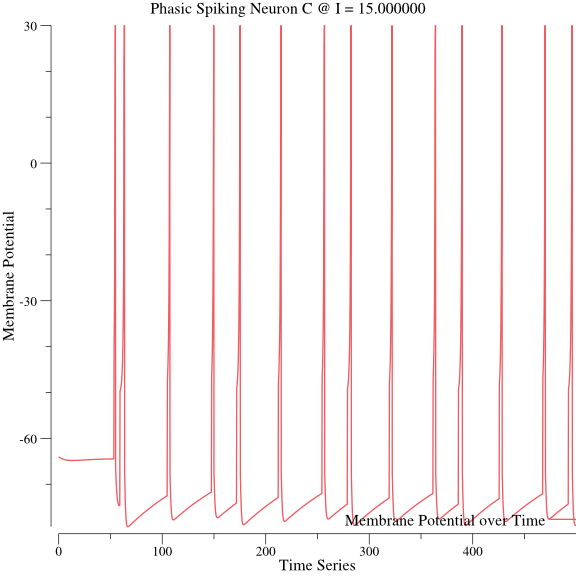 Phasic Spiking Neuron C @ I = 15.000000
30
0
-30
-60
Membrane Potential
Membrane Potential over Time
0
100
200
300
400
Time Series